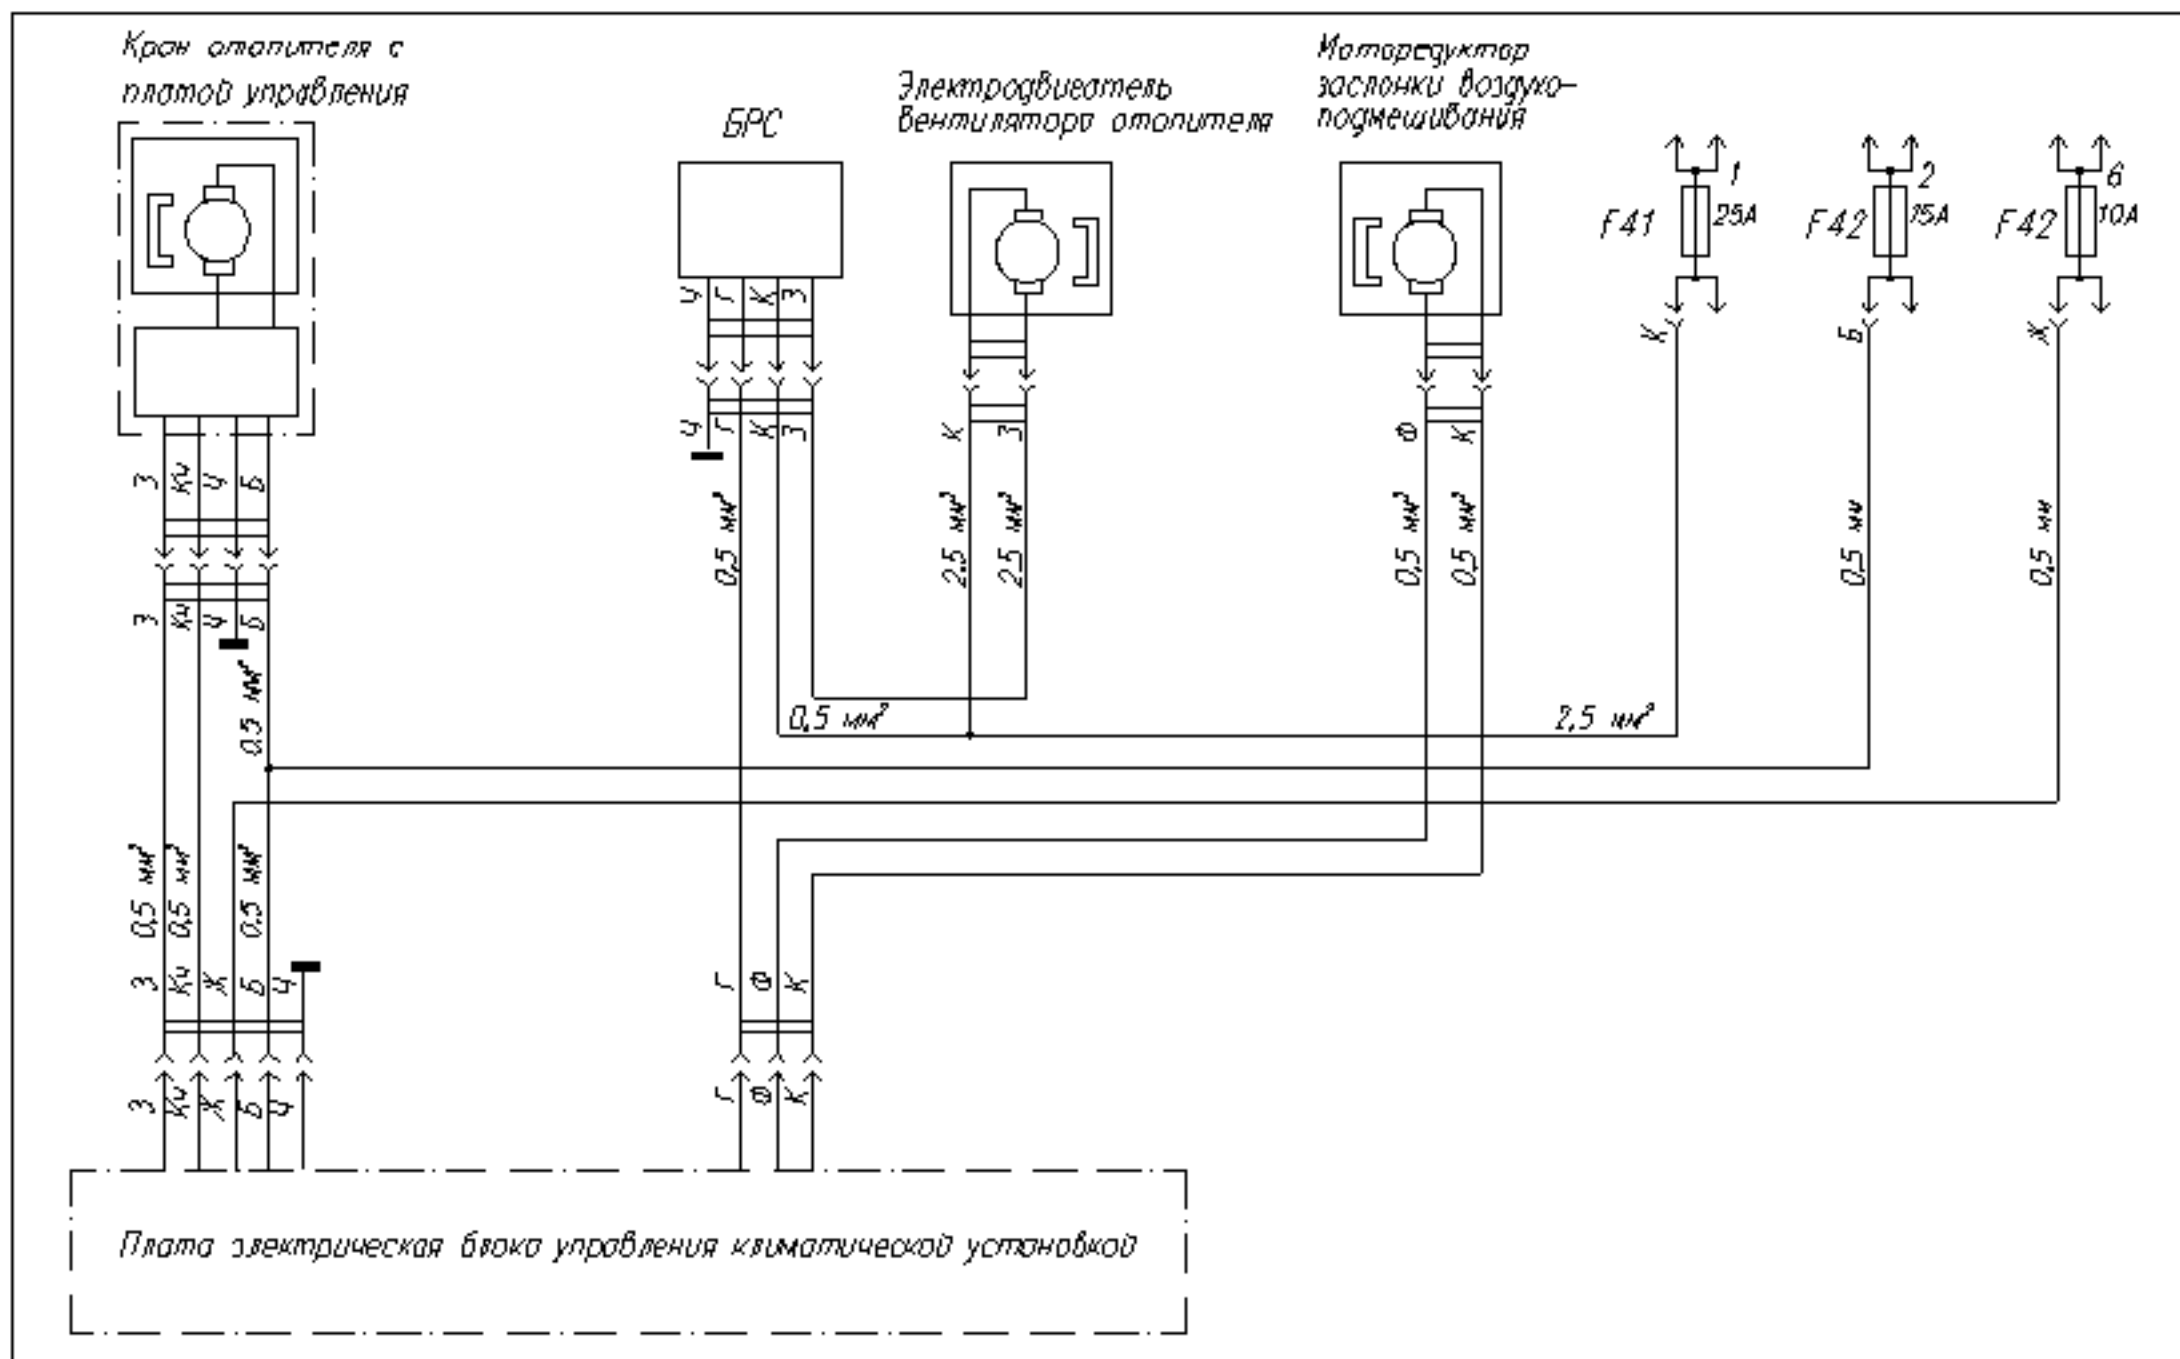 Кран отопителя с
платой управления
БРС
Электродвигатель
вентилятора отопителя
Моторедуктор
заслонки воздухо-
подмешивания
F41
1
25А
F42
2
15А
F42
6
10А
Ч Г К З
К
Б
Ж
Ч Г К З
К З
Ф К
З Кч Ч Б
0,5 мм²
2.5 мм²
2.5 мм²
0,5 мм²
0,5 мм²
0,5 мм
0,5 мм
З Кч Ч Б
0.5 мм²
0,5 мм²
2,5 мм²
0.5 мм²
0.5 мм²
0.5 мм²
З Кч Ж Б Ч
Г Ф К
З Кч Ж Б Ч
Г Ф К
Плата электрическая блока управления климатической установкой